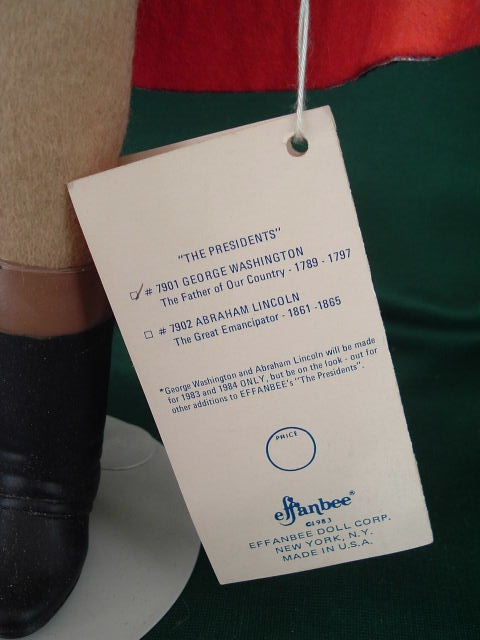 "THE PRESIDENTS"
# 7901 GEORGE WASHINGTON
The Father of Our Country - 1789 - 1797
# 7902 ABRAHAM LINCOLN
The Great Emancipator - 1861 -1865
*George Washington and Abraham Lincoln will be made
for 1983 and 1984 ONLY, but be on the look - out for
other additions to EFFANBEE's "The Presidents".
PRICE
effanbee®
©1983
EFFANBEE DOLL CORP.
NEW YORK, N.Y.
MADE IN U.S.A.